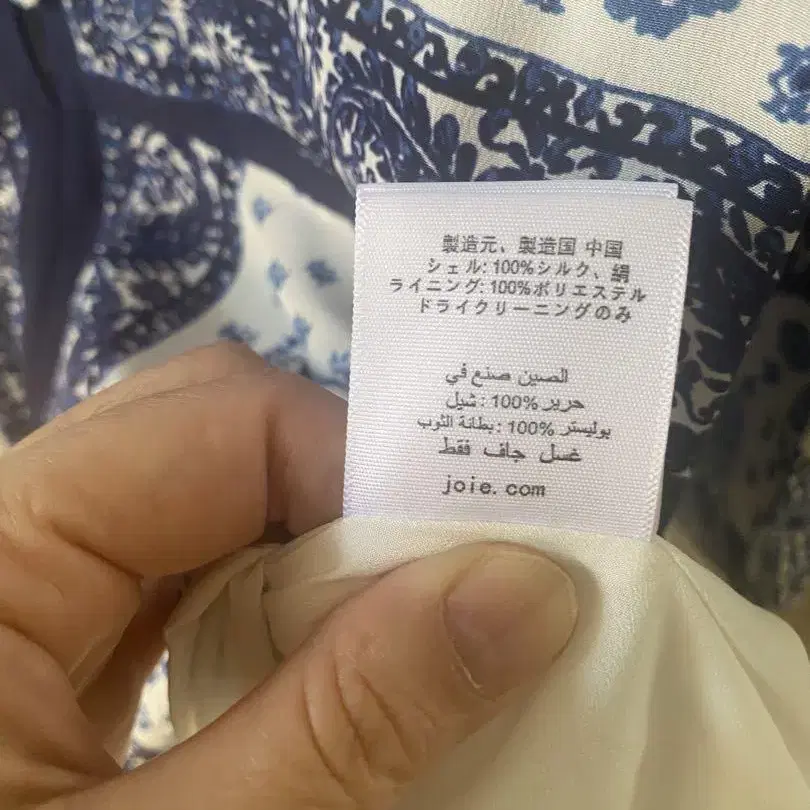 製造元、製造国 中国
シェル: 100%シルク、絹
ライニング: 100%ポリエステル
ドライクリーニングのみ
الصين صنع في
حرير 100% : شيل
بوليستر 100% : بطانة الثوب
غسل جاف فقط
joie.com